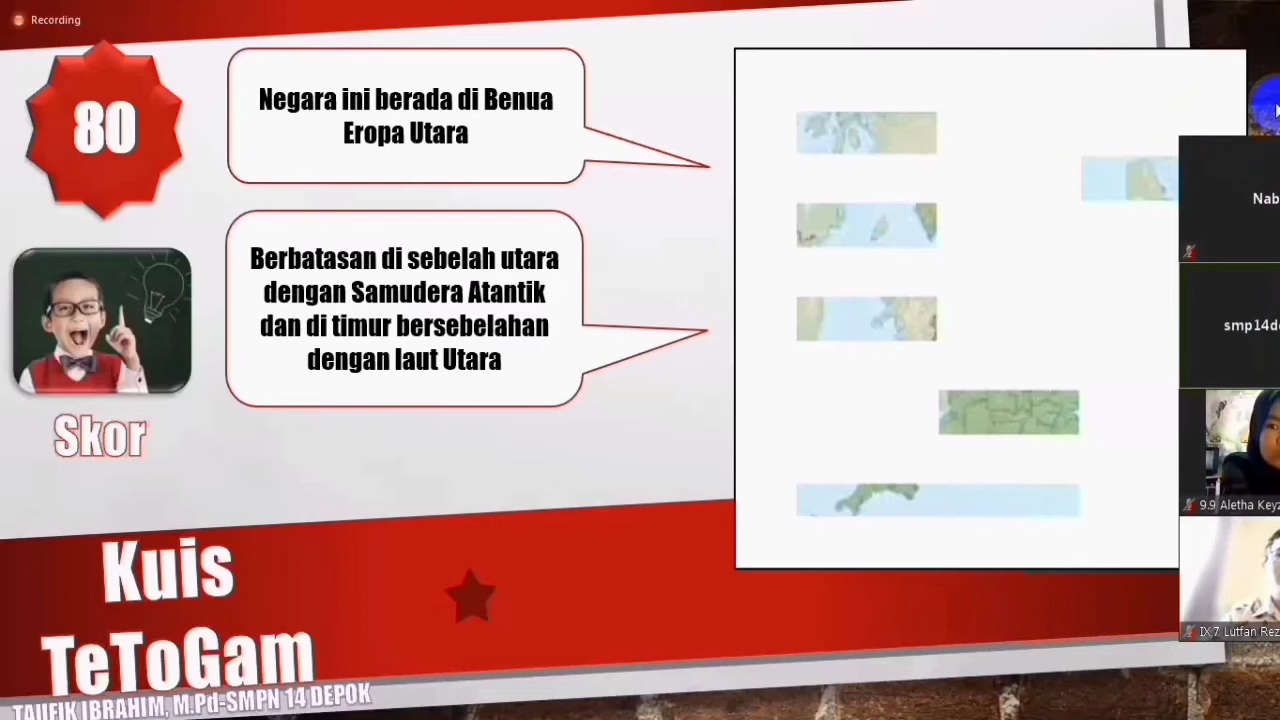 Recording
80
Negara ini berada di Benua
Eropa Utara
Berbatasan di sebelah utara
dengan Samudera Atantik
dan di timur bersebelahan
dengan laut Utara
Skor
Kuis
TeToGam
TAUFIK IBRAHIM, M.Pd-SMPN 14 DEPOK
Nab
smp14d
9.9 Aletha Keyz
IX 7 Lutfan Rez